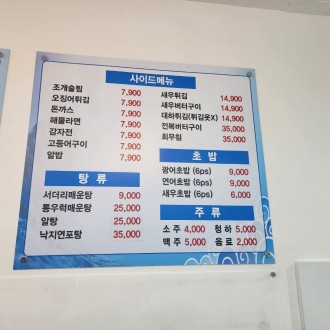 사이드메뉴
조개술찜 7,900
오징어튀김 7,900
돈까스 7,900
해물라면 7,900
감자전 7,900
고등어구이 7,900
알밥 7,900
새우튀김 14,900
새우버터구이 14,900
대하튀김(튀김옷X) 14,900
전복버터구이 35,000
회무침 35,000
탕 류
서더리매운탕 9,000
통우럭매운탕 25,000
알탕 25,000
낙지연포탕 35,000
초 밥
광어초밥 (6ps) 9,000
연어초밥 (6ps) 9,000
새우초밥 (6ps) 6,000
주 류
소 주 4,000 청 하 5,000
맥 주 5,000 음 료 2,000